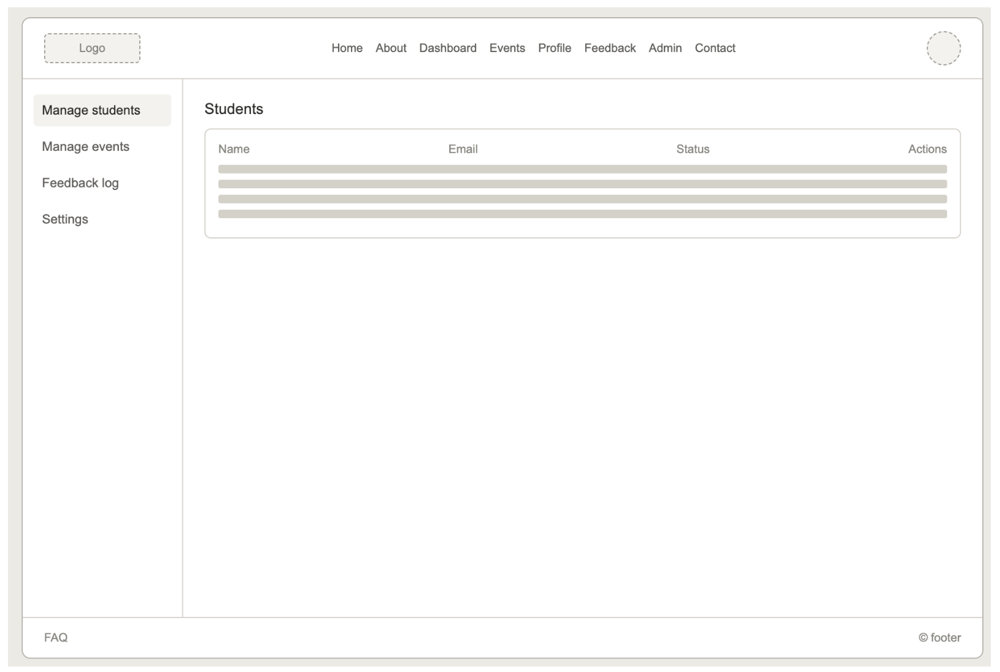 Logo
Home About Dashboard Events Profile Feedback Admin Contact
Manage students
Manage events
Feedback log
Settings
Students
Name Email Status Actions
FAQ
© footer